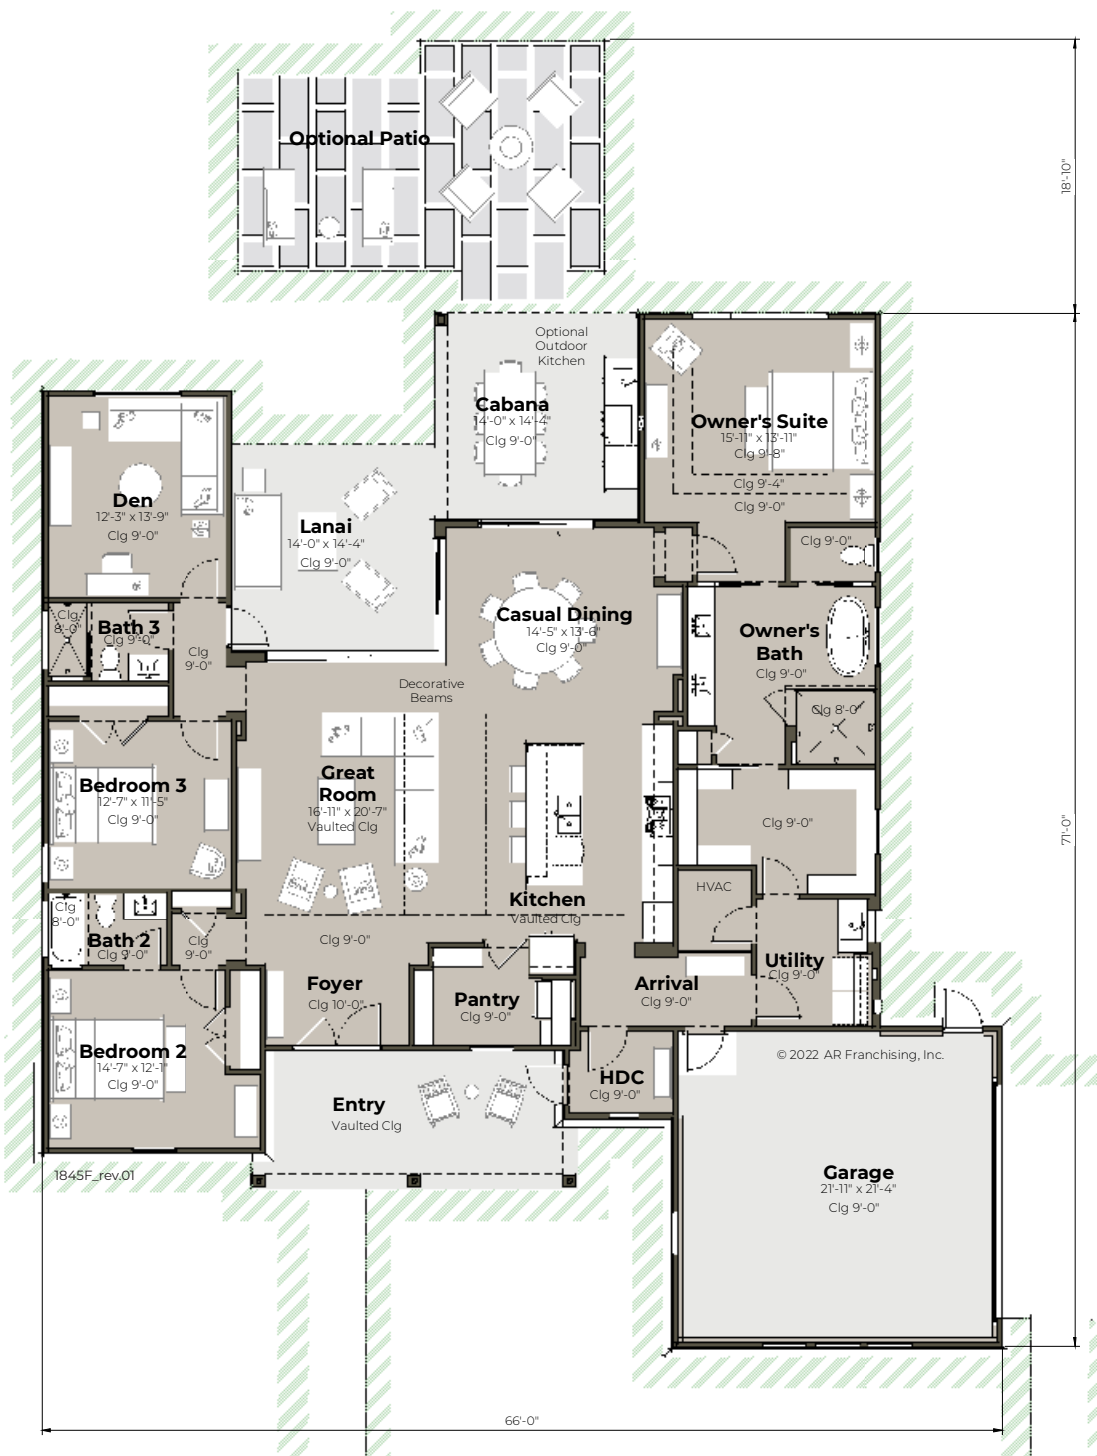 Optional Patio
18'-10"
Optional
Outdoor
Kitchen
Cabana
14'-0" x 14'-4"
Clg 9'-0"
Owner's Suite
15'-11" x 13'-11"
Clg 9'-8"
Clg 9'-4"
Clg 9'-0"
Den
12'-3" x 13'-9"
Clg 9'-0"
Lanai
14'-0" x 14'-4"
Clg 9'-0"
Clg 9'-0"
Casual Dining
14'-5" x 13'-6"
Clg 9'-0"
Clg
8'-0"
Bath 3
Clg 9'-0"
Clg
9'-0"
Owner's
Bath
Clg 9'-0"
Clg 8'-0"
Decorative
Beams
Bedroom 3
12'-7" x 11'-5"
Clg 9'-0"
Great
Room
16'-11" x 20'-7"
Vaulted Clg
Clg 9'-0"
71'-0"
HVAC
Kitchen
Vaulted Clg
Clg
8'-0"
Bath 2
Clg 9'-0"
Clg
9'-0"
Clg 9'-0"
Utility
Clg 9'-0"
Foyer
Clg 10'-0"
Pantry
Clg 9'-0"
Arrival
Clg 9'-0"
Bedroom 2
14'-7" x 12'-1"
Clg 9'-0"
© 2022 AR Franchising, Inc.
HDC
Clg 9'-0"
Entry
Vaulted Clg
1845F_rev.01
Garage
21'-11" x 21'-4"
Clg 9'-0"
66'-0"